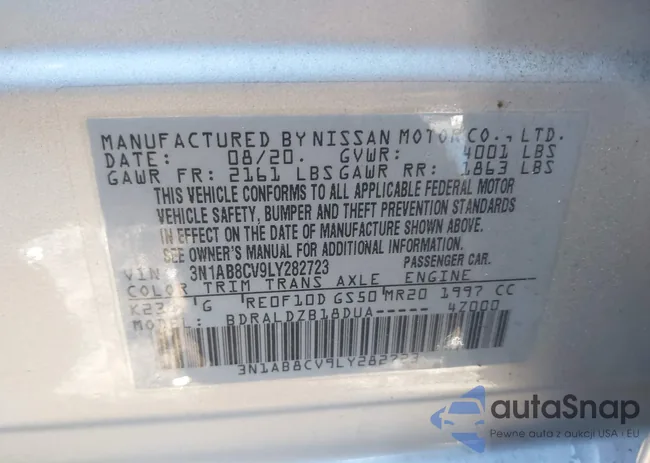 MANUFACTURED BY NISSAN MOTOR CO., LTD.
DATE: 08/20. GVWR: 4001 LBS
GAWR FR: 2161 LBS GAWR RR: 1863 LBS
THIS VEHICLE CONFORMS TO ALL APPLICABLE FEDERAL MOTOR
VEHICLE SAFETY, BUMPER AND THEFT PREVENTION STANDARDS
IN EFFECT ON THE DATE OF MANUFACTURE SHOWN ABOVE.
SEE OWNER'S MANUAL FOR ADDITIONAL INFORMATION.
VIN 3N1AB8CV9LY282723 PASSENGER CAR.
COLOR TRIM TRANS AXLE ENGINE
K23 G RE0F10D GS50 MR20 1997 CC
MODEL: BDRALDZB18DUA----- 4Z000
3N1AB8CV9LY282723
autaSnap
Pewne auta z aukcji USA i EU